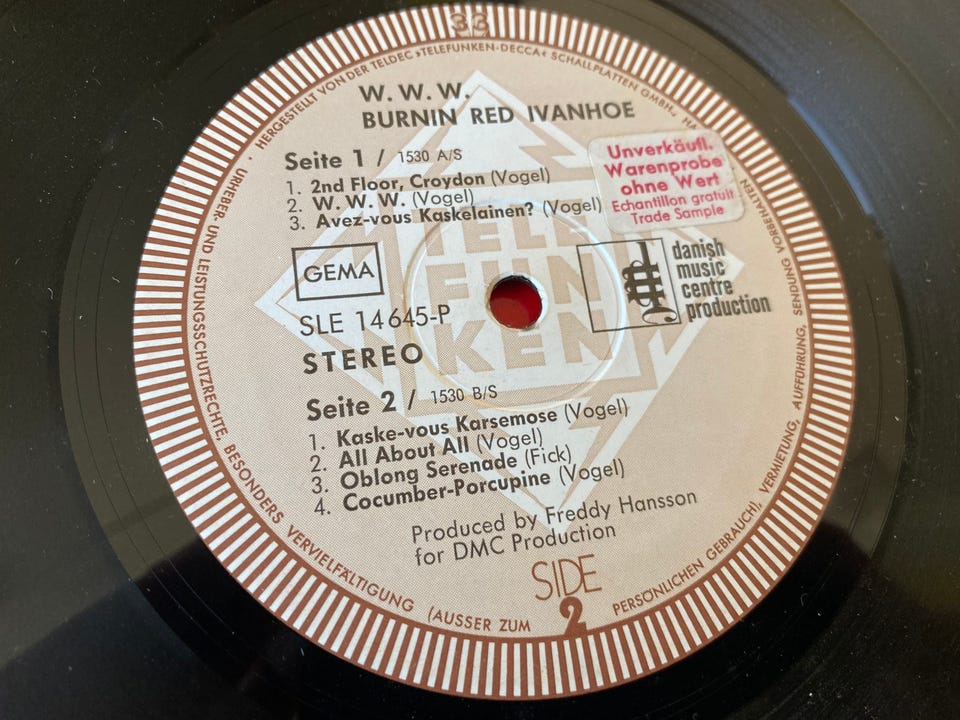 33
· HERGESTELLT VON DER TELDEC »TELEFUNKEN-DECCA« SCHALLPLATTEN GMBH,
W. W. W.
BURNIN RED IVANHOE
Seite 1 / 1530 A/S
1. 2nd Floor, Croydon (Vogel)
2. W. W. W. (Vogel)
3. Avez-vous Kaskelainen? (Vogel)
Unverkäufl.
Warenprobe
ohne Wert
Echantillon gratuit
Trade Sample
GEMA
TELE
FUN
KEN
danish
music
centre
production
SLE 14 645-P
STEREO
Seite 2 / 1530 B/S
1. Kaske-vous Karsemose (Vogel)
2. All About All (Vogel)
3. Oblong Serenade (Fick)
4. Cocumber-Porcupine (Vogel)
Produced by Freddy Hansson
for DMC Production
SIDE
2
URHEBER- UND LEISTUNGSSCHUTZRECHTE, BESONDERS VERVIELFÄLTIGUNG (AUSSER ZUM PERSÖNLICHEN GEBRAUCH), VERMIETUNG, AUFFÜHRUNG, SENDUNG VORBEHALTEN